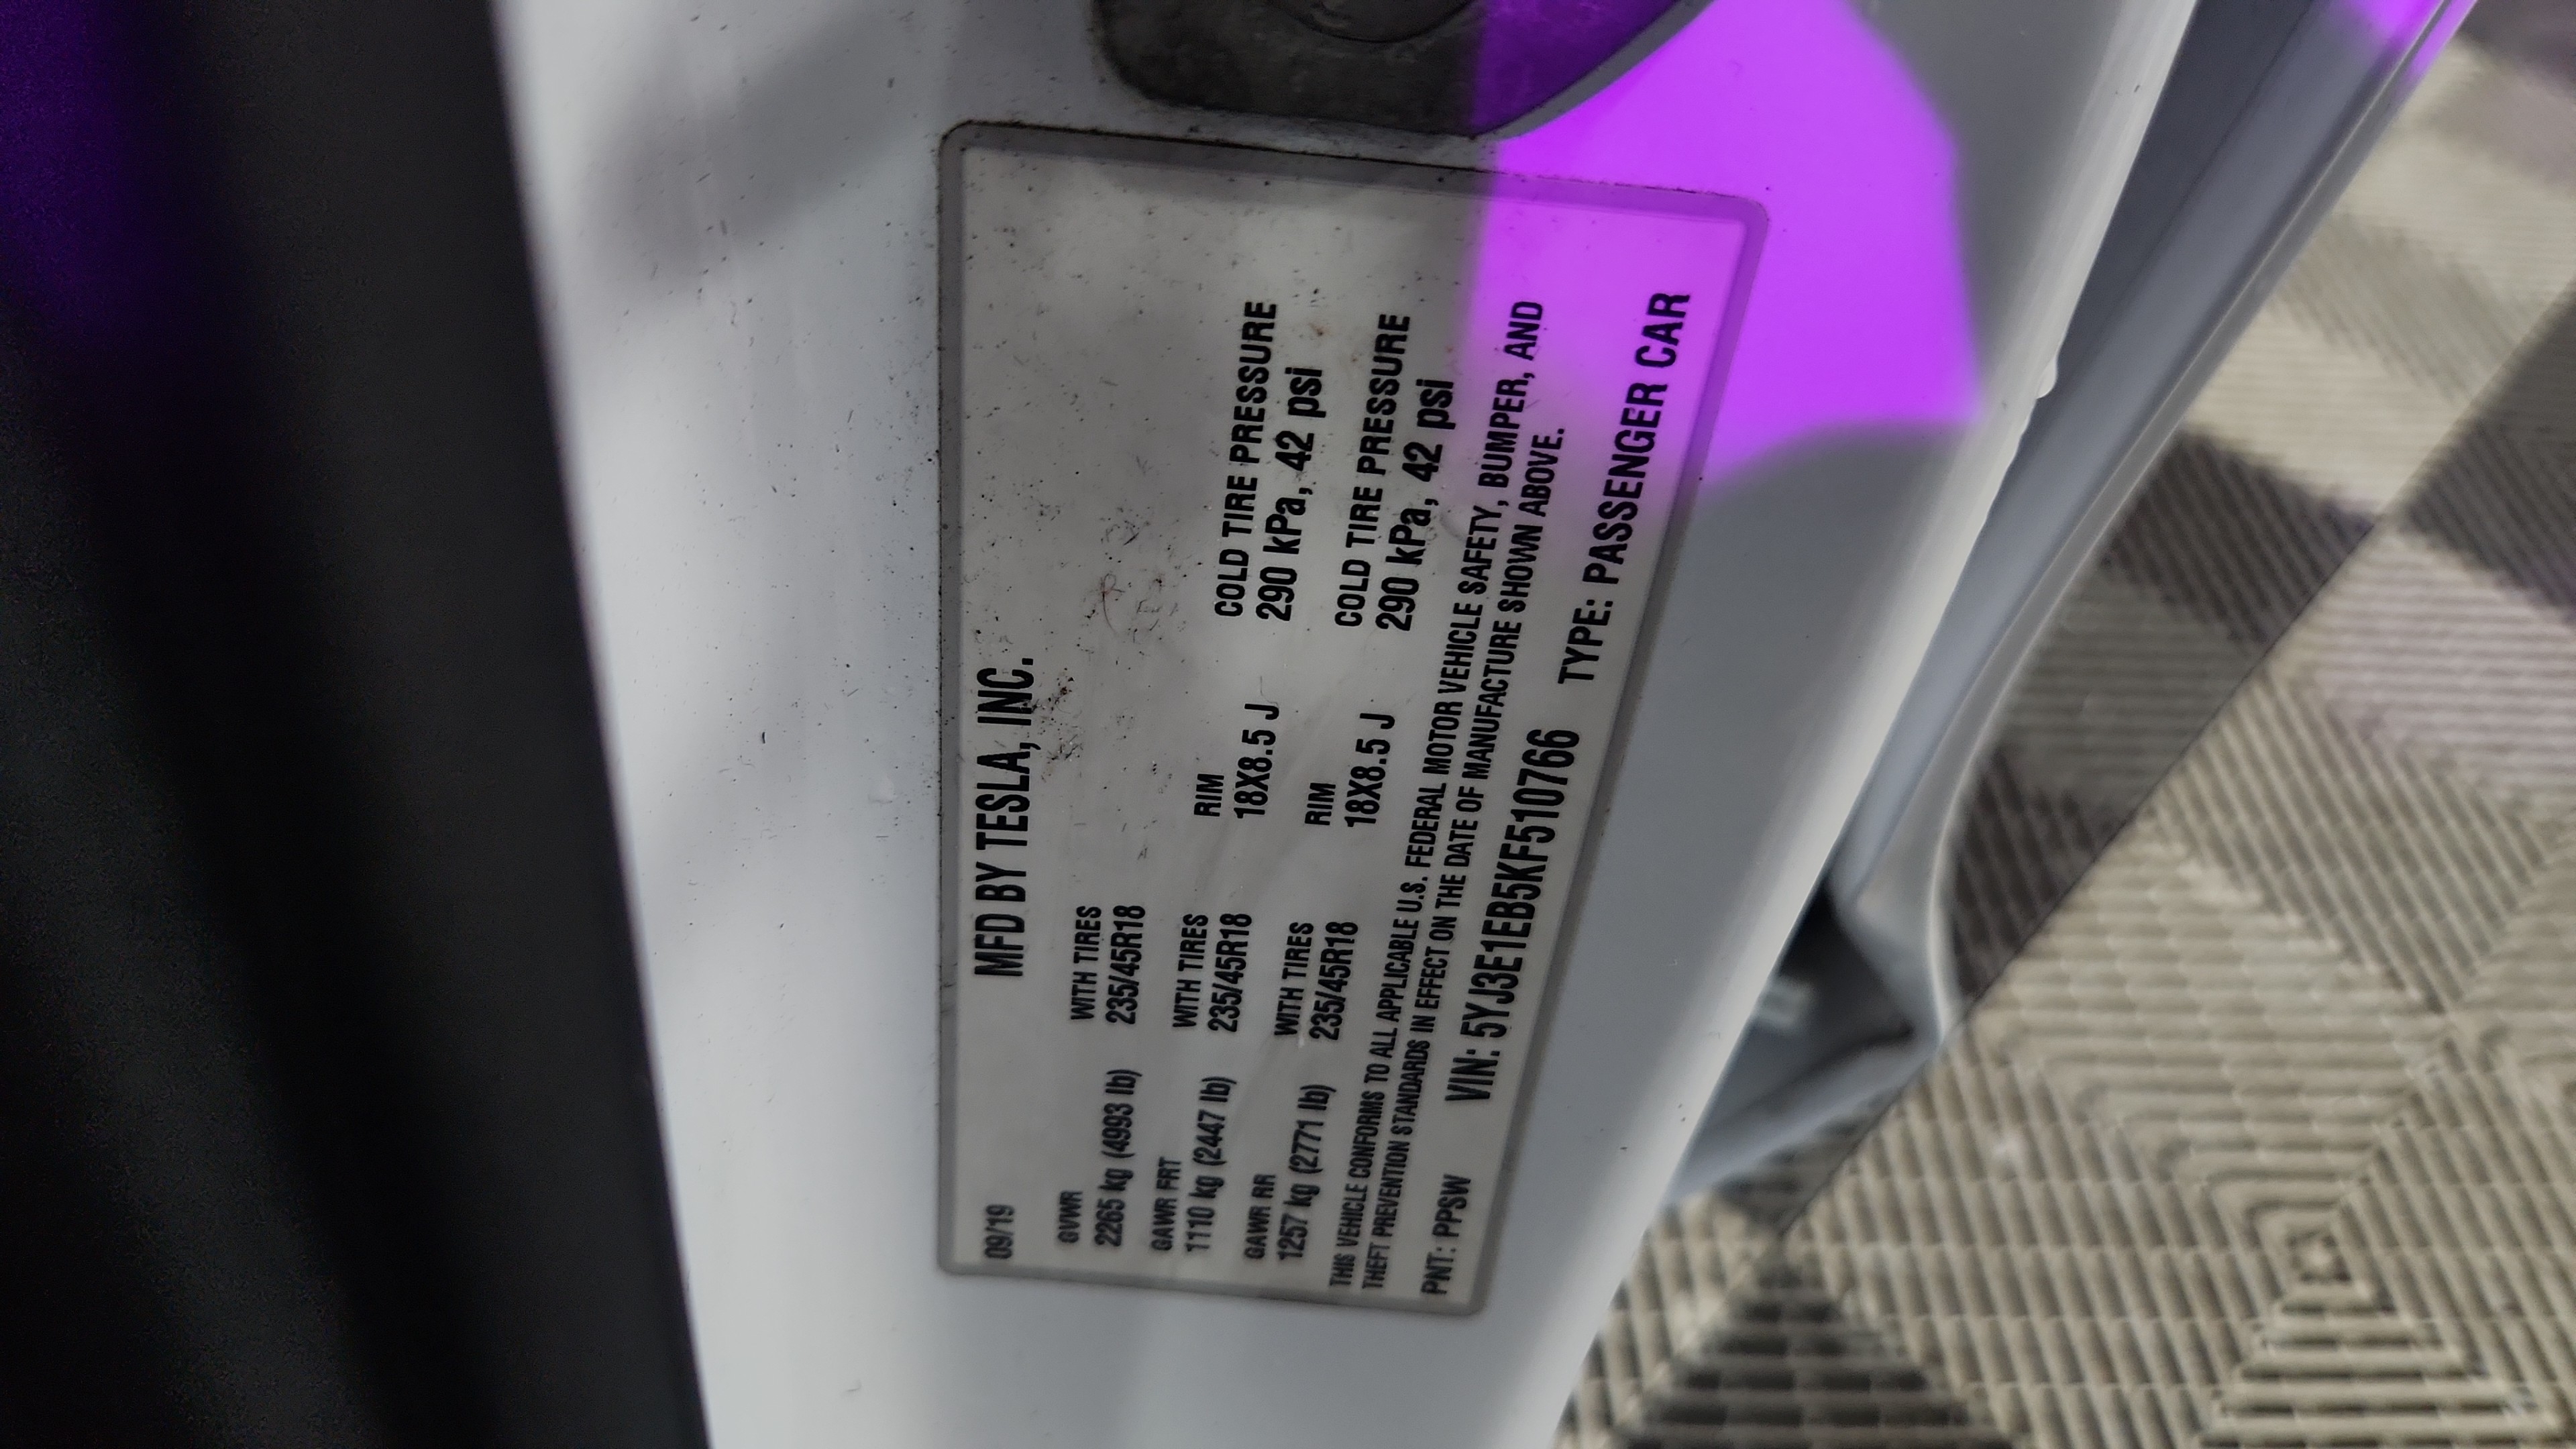 09/19 MFD BY TESLA, INC.
GVWR WITH TIRES
2265 kg (4993 lb) 235/45R18
GAWR FRT WITH TIRES RIM COLD TIRE PRESSURE
1110 kg (2447 lb) 235/45R18 18X8.5 J 290 kPa, 42 psi
GAWR RR WITH TIRES RIM COLD TIRE PRESSURE
1257 kg (2771 lb) 235/45R18 18X8.5 J 290 kPa, 42 psi
THIS VEHICLE CONFORMS TO ALL APPLICABLE U.S. FEDERAL MOTOR VEHICLE SAFETY, BUMPER, AND
THEFT PREVENTION STANDARDS IN EFFECT ON THE DATE OF MANUFACTURE SHOWN ABOVE.
PNT: PPSW VIN: 5YJ3E1EB5KF510766 TYPE: PASSENGER CAR